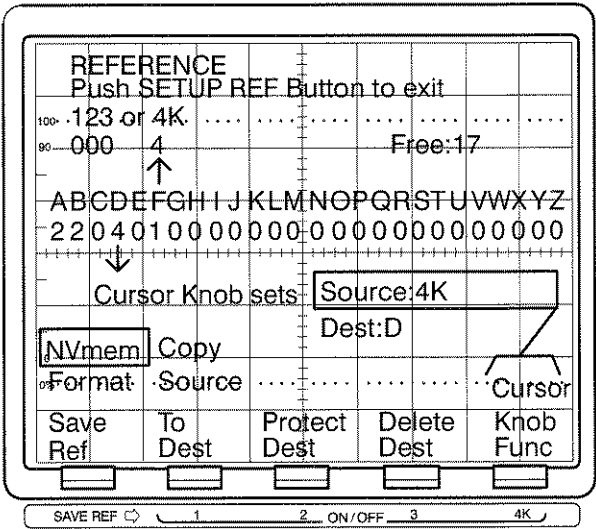 REFERENCE
Push SETUP REF Button to exit
100 123 or 4K
90 000 4 Free:17
ABCDEFGHIJKLMNOPQRSTUVWXYZ
22040100000000000000000000
Cursor Knob sets Source:4K
Dest:D
NVmem Copy
0% Format Source Cursor
Save To Protect Delete Knob
Ref Dest Dest Dest Func
SAVE REF ⇨ 1 2 ON/OFF 3 4K